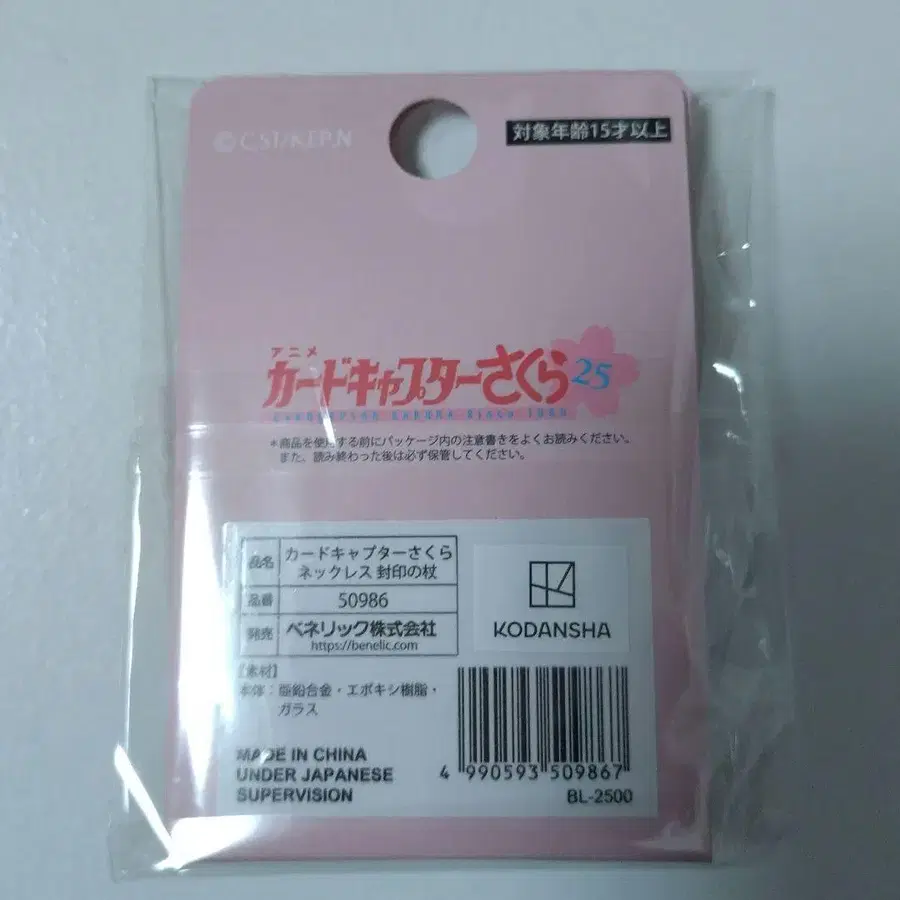 ©CST/KEP,N
対象年齢15才以上
アニメ
カードキャプターさくら25
CARDCAPTOR SAKURA Since 1998
*商品を使用する前にパッケージ内の注意書きをよくお読みください。
また、読み終わった後は必ず保管してください。
品名 カードキャプターさくら
ネックレス 封印の杖
品番 50986
発売 ベネリック株式会社
https://benelic.com
KODANSHA
【素材】
本体：亜鉛合金・エポキシ樹脂・
ガラス
MADE IN CHINA
UNDER JAPANESE
SUPERVISION
4 990593 509867
BL-2500